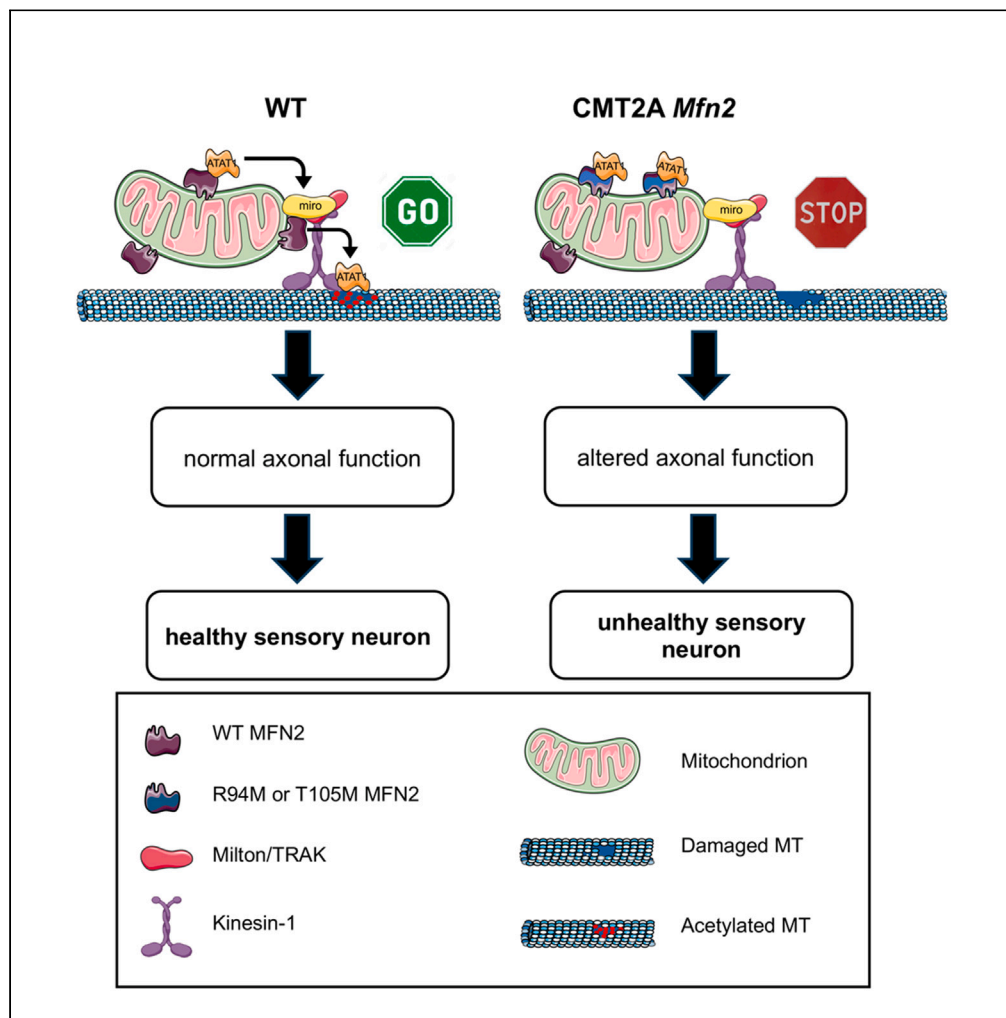 WT
CMT2A Mfn2
ATAT1
ATAT1
ATAT1
miro
GO
miro
STOP
ATAT1
normal axonal function
altered axonal function
healthy sensory neuron
unhealthy sensory
neuron
WT MFN2
R94M or T105M MFN2
Milton/TRAK
Kinesin-1
Mitochondrion
Damaged MT
Acetylated MT